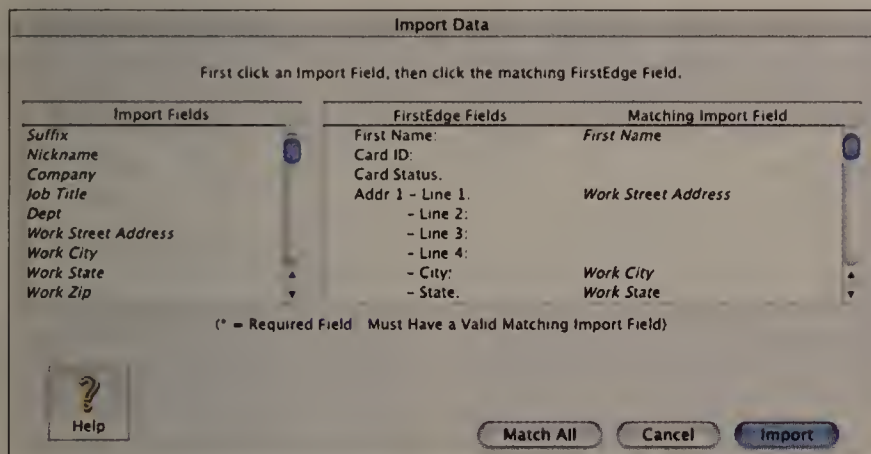 Import Data
First click an Import Field, then click the matching FirstEdge Field.
Import Fields
Suffix
Nickname
Company
Job Title
Dept
Work Street Address
Work City
Work State
Work Zip
FirstEdge Fields Matching Import Field
First Name: First Name
Card ID:
Card Status.
Addr 1 - Line 1. Work Street Address
- Line 2:
- Line 3:
- Line 4:
- City: Work City
- State. Work State
(* = Required Field Must Have a Valid Matching Import Field)
?
Help
Match All Cancel Import